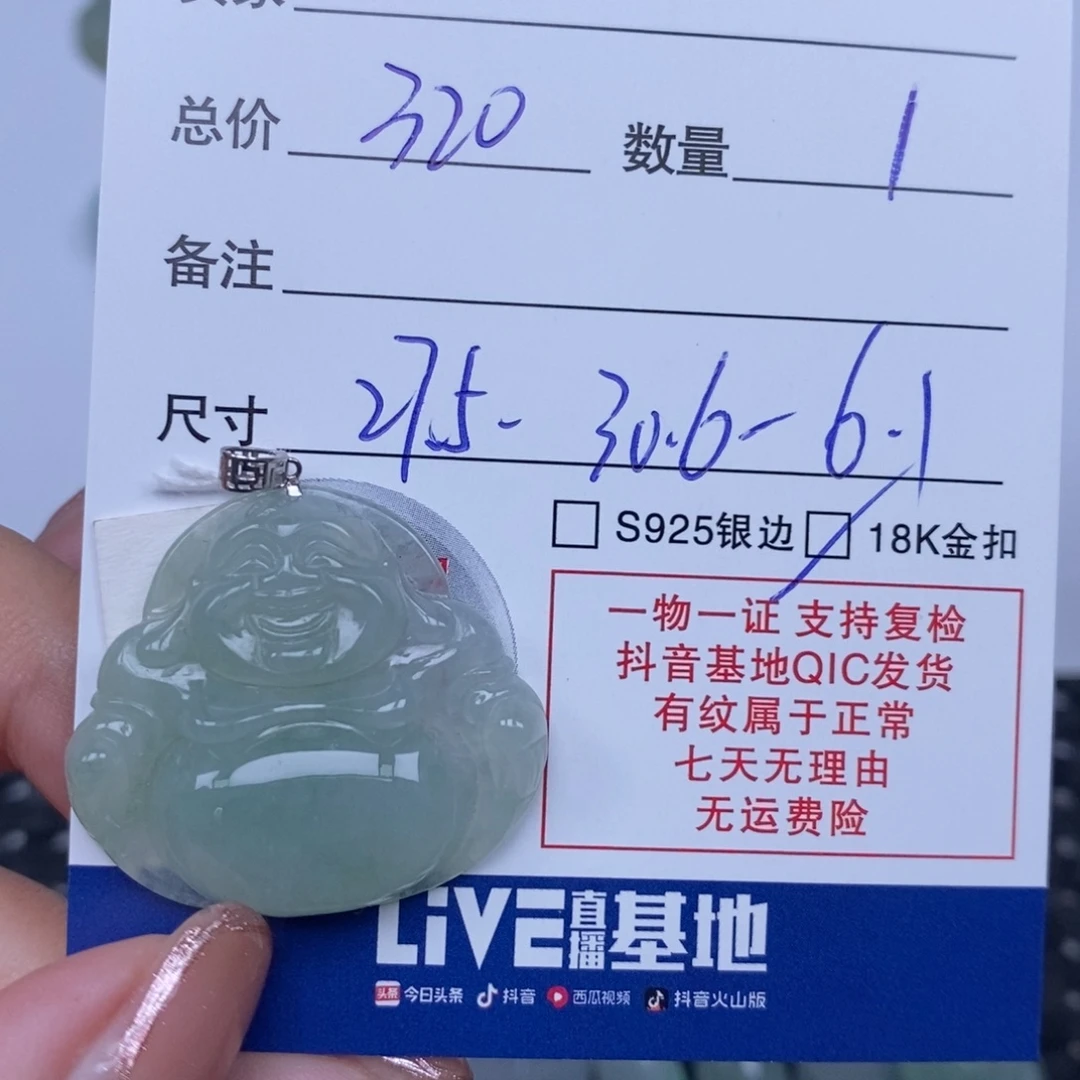 总价 320 数量 1
备注
尺寸 27.5- 30.6- 6.1
S925银边 18K金扣
一物一证 支持复检
抖音基地QIC发货
有纹属于正常
七天无理由
无运费险
LiVE直播基地
头条 今日头条 抖音 西瓜视频 抖音火山版